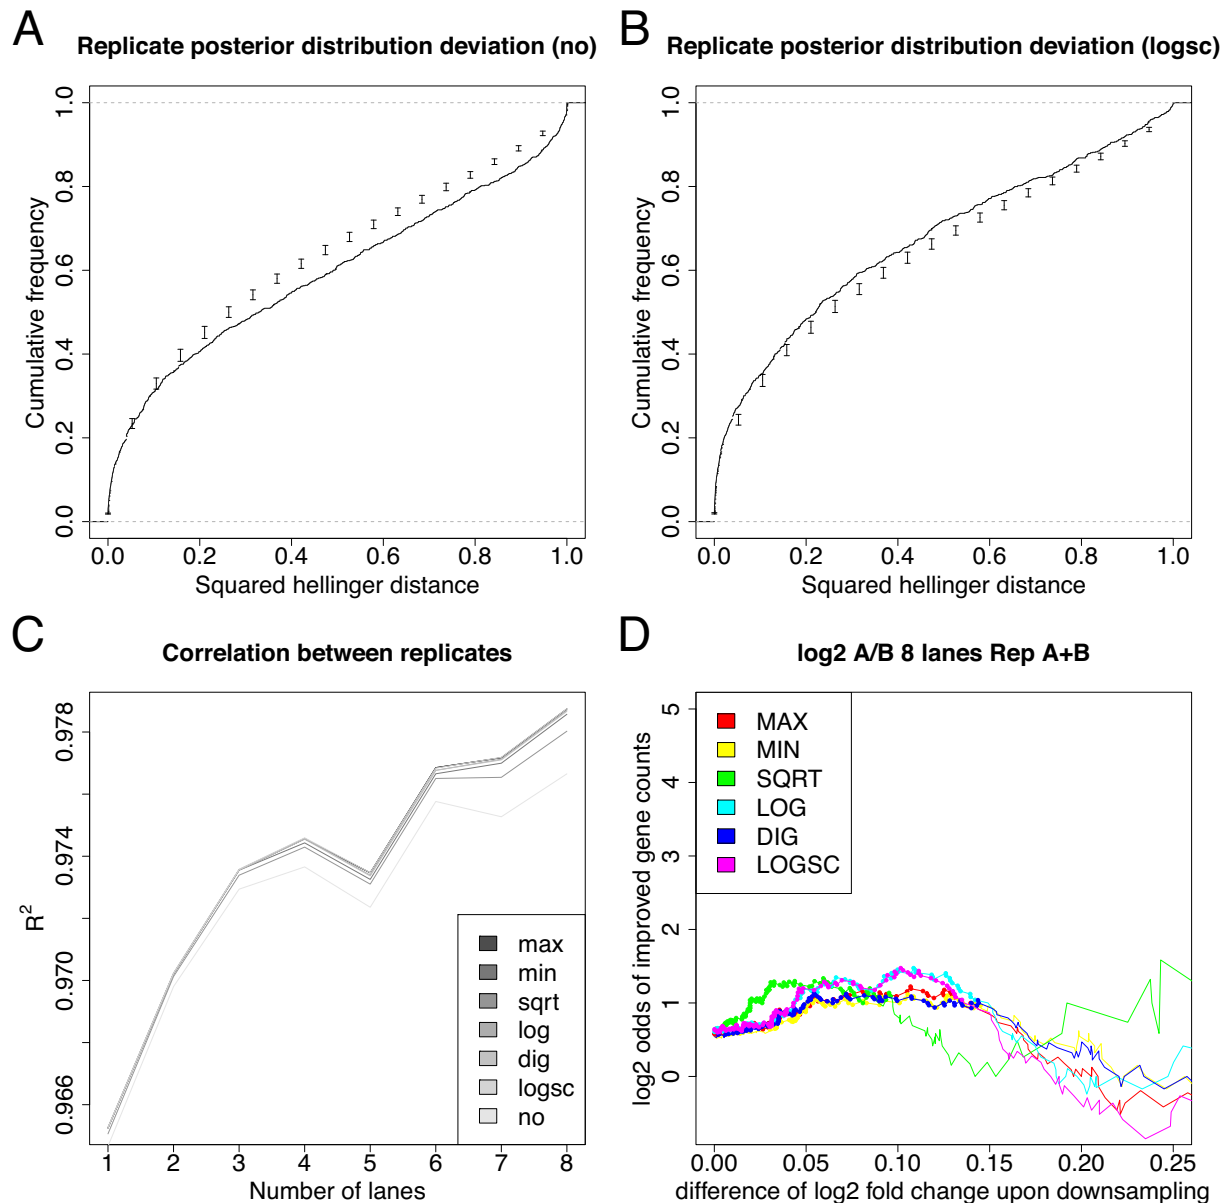 A
Replicate posterior distribution deviation (no)
Cumulative frequency
0.0
0.2
0.4
0.6
0.8
1.0
0.0 0.2 0.4 0.6 0.8 1.0
Squared hellinger distance
B
Replicate posterior distribution deviation (logsc)
Cumulative frequency
0.0
0.2
0.4
0.6
0.8
1.0
0.0 0.2 0.4 0.6 0.8 1.0
Squared hellinger distance
C
Correlation between replicates
R²
0.966
0.970
0.974
0.978
max
min
sqrt
log
dig
logsc
no
1 2 3 4 5 6 7 8
Number of lanes
D
log2 A/B 8 lanes Rep A+B
log2 odds of improved gene counts
0
1
2
3
4
5
MAX
MIN
SQRT
LOG
DIG
LOGSC
0.00 0.05 0.10 0.15 0.20 0.25
difference of log2 fold change upon downsampling